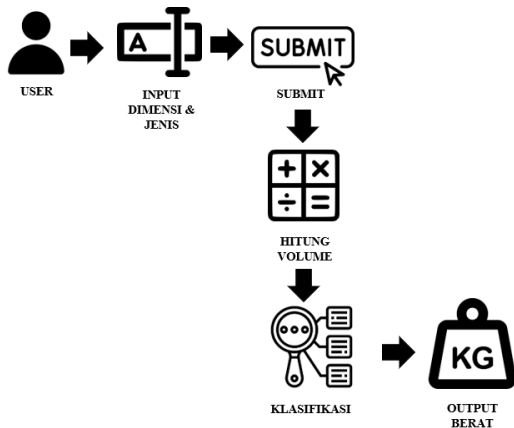 A
SUBMIT
USER
INPUT
DIMENSI &
JENIS
SUBMIT
HITUNG
VOLUME
KG
KLASIFIKASI
OUTPUT
BERAT